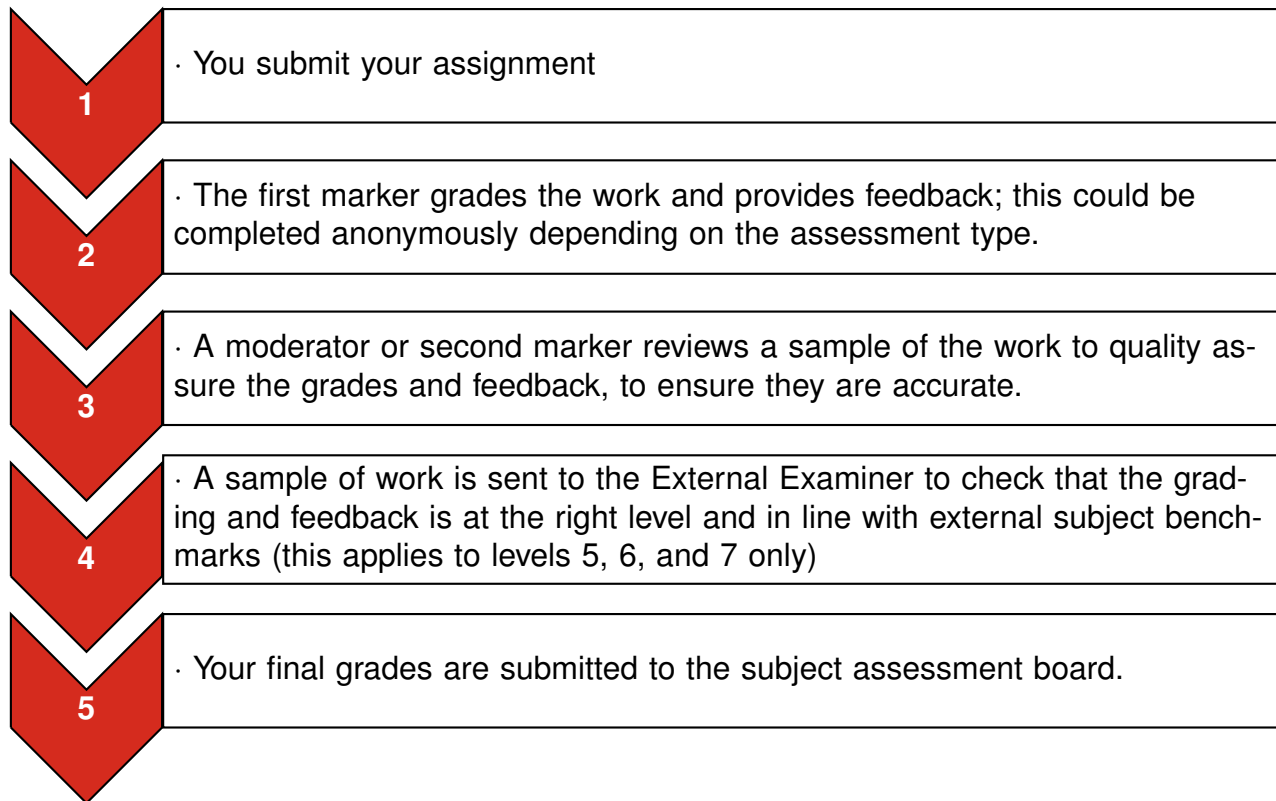 · You submit your assignment
1
· The first marker grades the work and provides feedback; this could be
completed anonymously depending on the assessment type.
2
· A moderator or second marker reviews a sample of the work to quality as-
sure the grades and feedback, to ensure they are accurate.
3
· A sample of work is sent to the External Examiner to check that the grad-
ing and feedback is at the right level and in line with external subject bench-
marks (this applies to levels 5, 6, and 7 only)
4
· Your final grades are submitted to the subject assessment board.
5